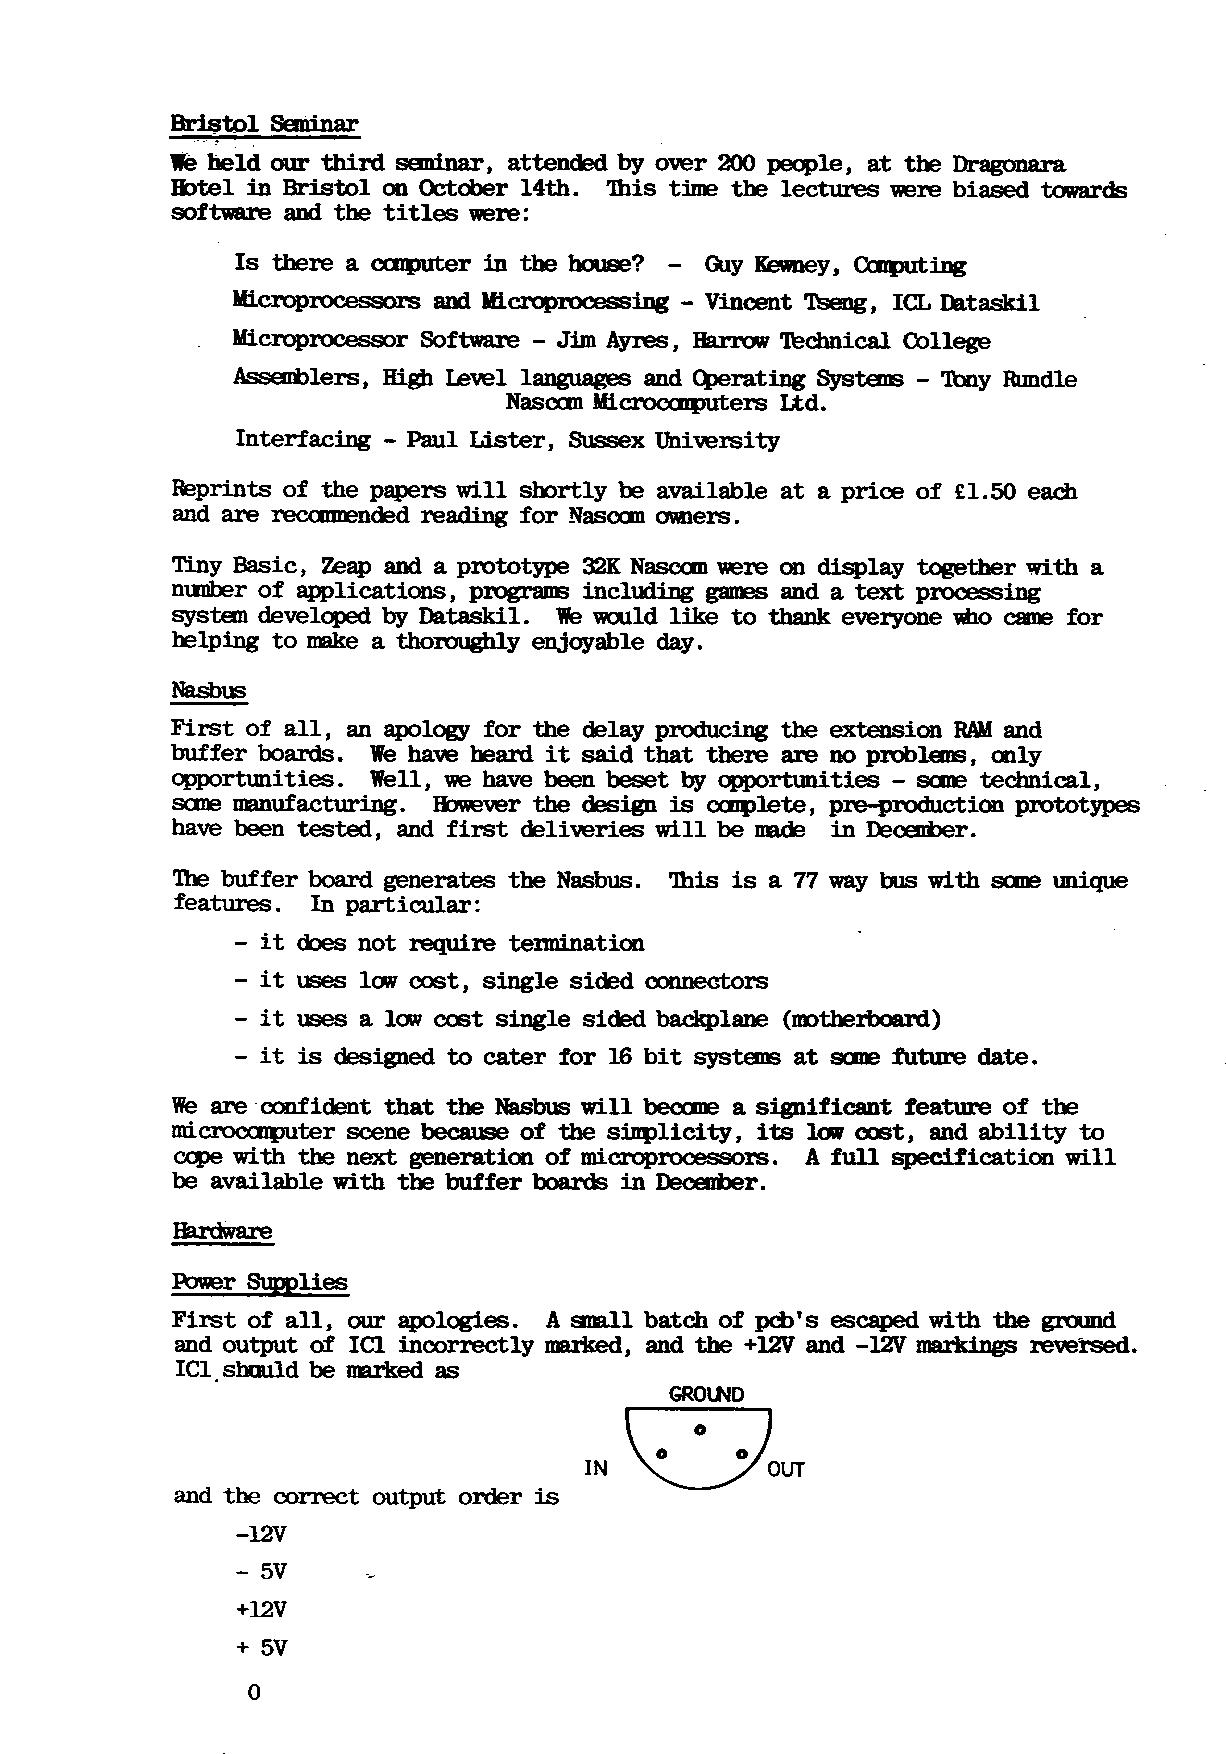 Bristol Seminar
We held our third seminar, attended by over 200 people, at the Dragonara
Hotel in Bristol on October 14th. This time the lectures were biased towards
software and the titles were:
Is there a computer in the house? - Guy Kewney, Computing
Microprocessors and Microprocessing - Vincent Tseng, ICL Dataskil
Microprocessor Software - Jim Ayres, Harrow Technical College
Assemblers, High Level languages and Operating Systems - Tony Rundle
Nascom Microcomputers Ltd.
Interfacing - Paul Lister, Sussex University
Reprints of the papers will shortly be available at a price of £1.50 each
and are recommended reading for Nascom owners.
Tiny Basic, Zeap and a prototype 32K Nascom were on display together with a
number of applications, programs including games and a text processing
system developed by Dataskil. We would like to thank everyone who came for
helping to make a thoroughly enjoyable day.
Nasbus
First of all, an apology for the delay producing the extension RAM and
buffer boards. We have heard it said that there are no problems, only
opportunities. Well, we have been beset by opportunities - some technical,
some manufacturing. However the design is complete, pre-production prototypes
have been tested, and first deliveries will be made in December.
The buffer board generates the Nasbus. This is a 77 way bus with some unique
features. In particular:
- it does not require termination
- it uses low cost, single sided connectors
- it uses a low cost single sided backplane (motherboard)
- it is designed to cater for 16 bit systems at some future date.
We are confident that the Nasbus will become a significant feature of the
microcomputer scene because of the simplicity, its low cost, and ability to
cope with the next generation of microprocessors. A full specification will
be available with the buffer boards in December.
Hardware
Power Supplies
First of all, our apologies. A small batch of pcb's escaped with the ground
and output of IC1 incorrectly marked, and the +12V and -12V markings reversed.
IC1 should be marked as
GROUND
IN OUT
and the correct output order is
-12V
- 5V
+12V
+ 5V
0